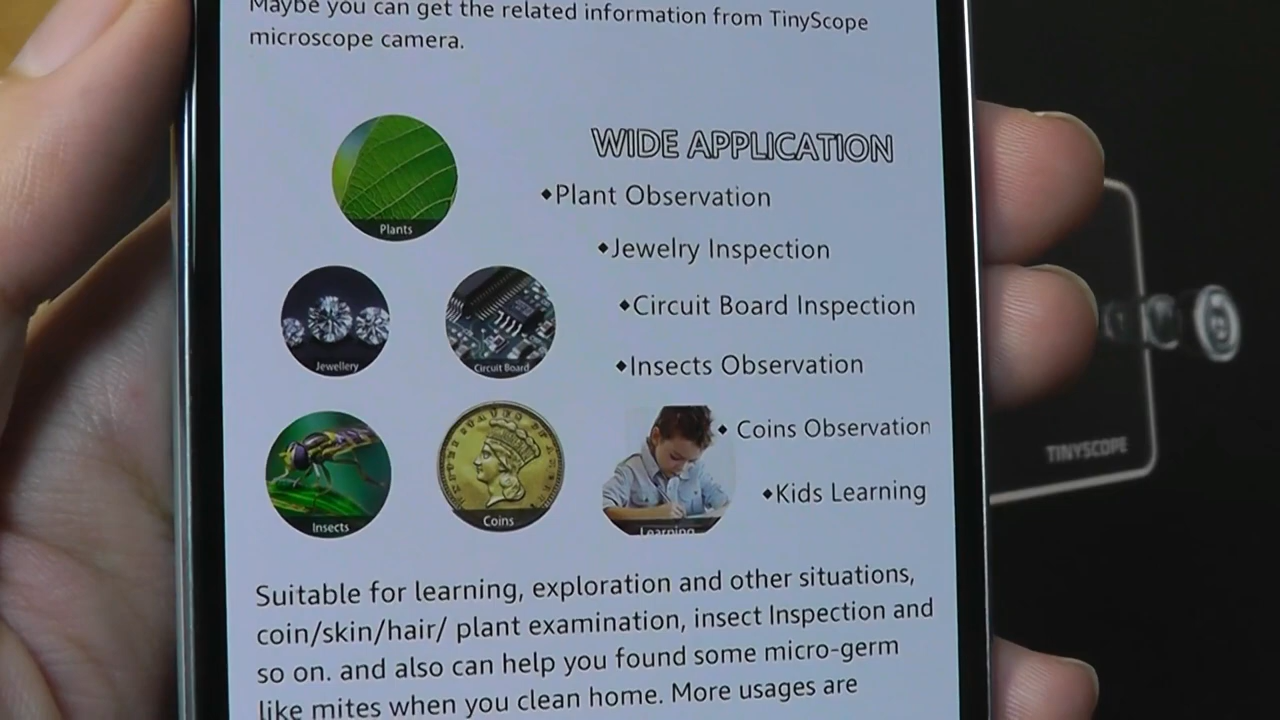 Maybe you can get the related information from TinyScope
microscope camera.
WIDE APPLICATION
Plants
◆Plant Observation
◆Jewelry Inspection
Jewellery
Circuit Board
◆Circuit Board Inspection
◆Insects Observation
Insects
Coins
Learning
◆ Coins Observation
◆Kids Learning
TINYSCOPE
Suitable for learning, exploration and other situations,
coin/skin/hair/ plant examination, insect Inspection and
so on. and also can help you found some micro-germ
like mites when you clean home. More usages are